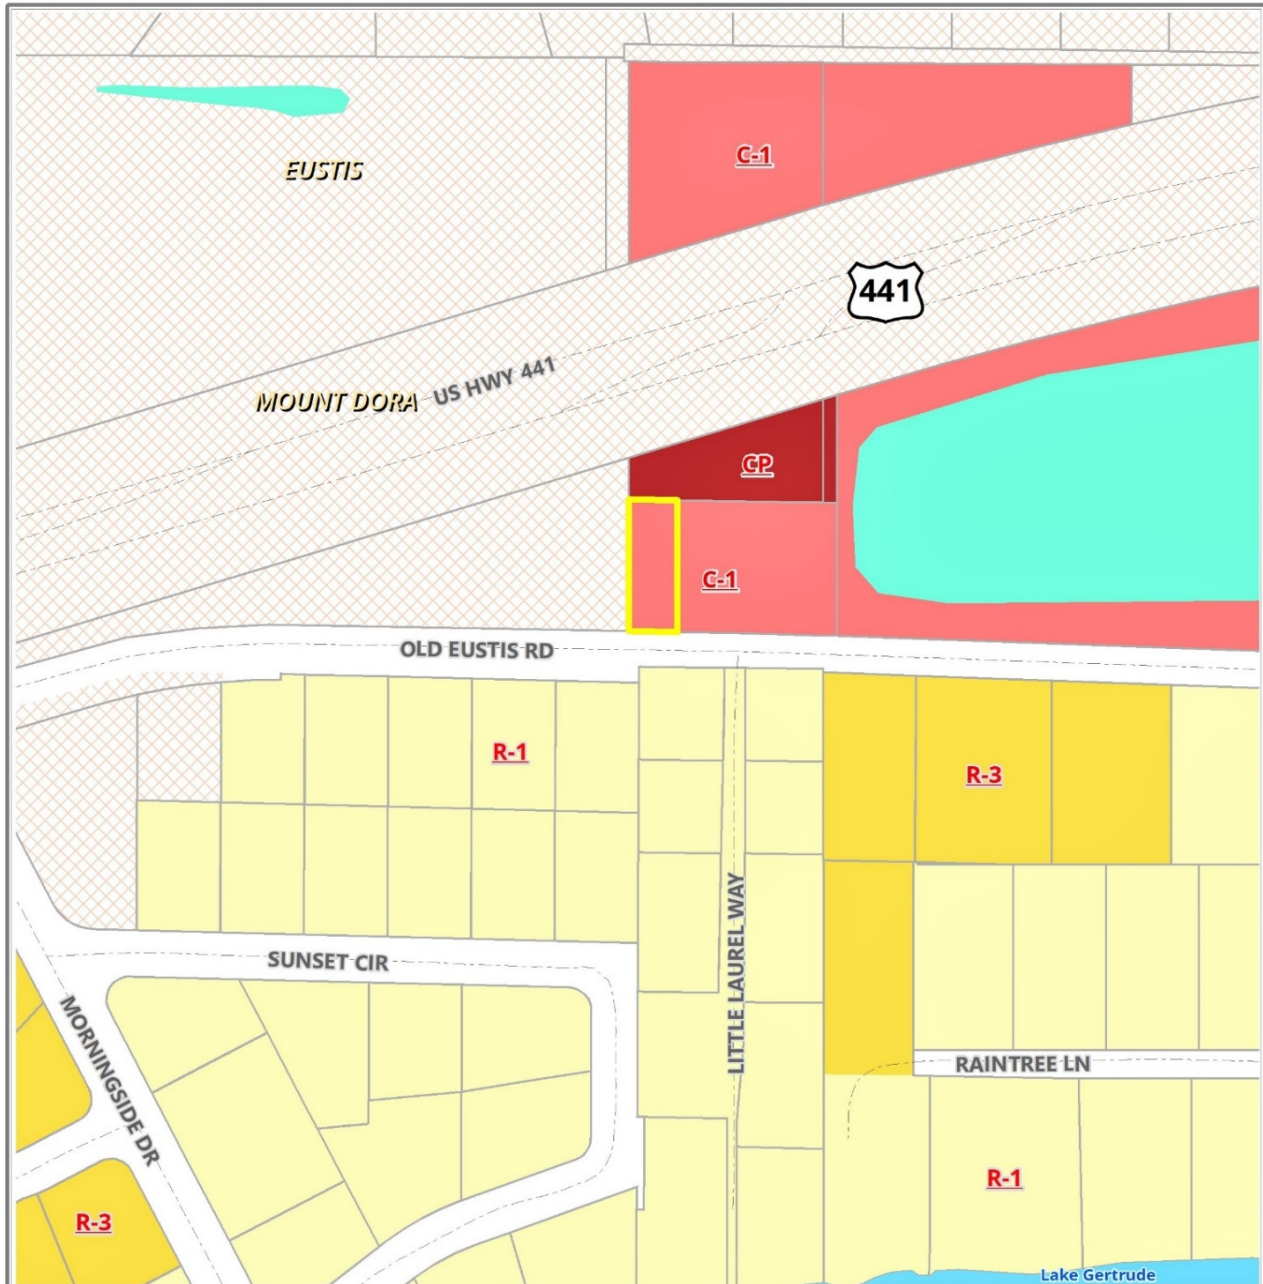 C-1
EUSTIS
441
US HWY 441
MOUNT DORA
CP
C-1
OLD EUSTIS RD
R-1
R-3
LITTLE LAUREL WAY
SUNSET CIR
MORNINGSIDE DR
RAINTREE LN
R-1
R-3
Lake Gertrude